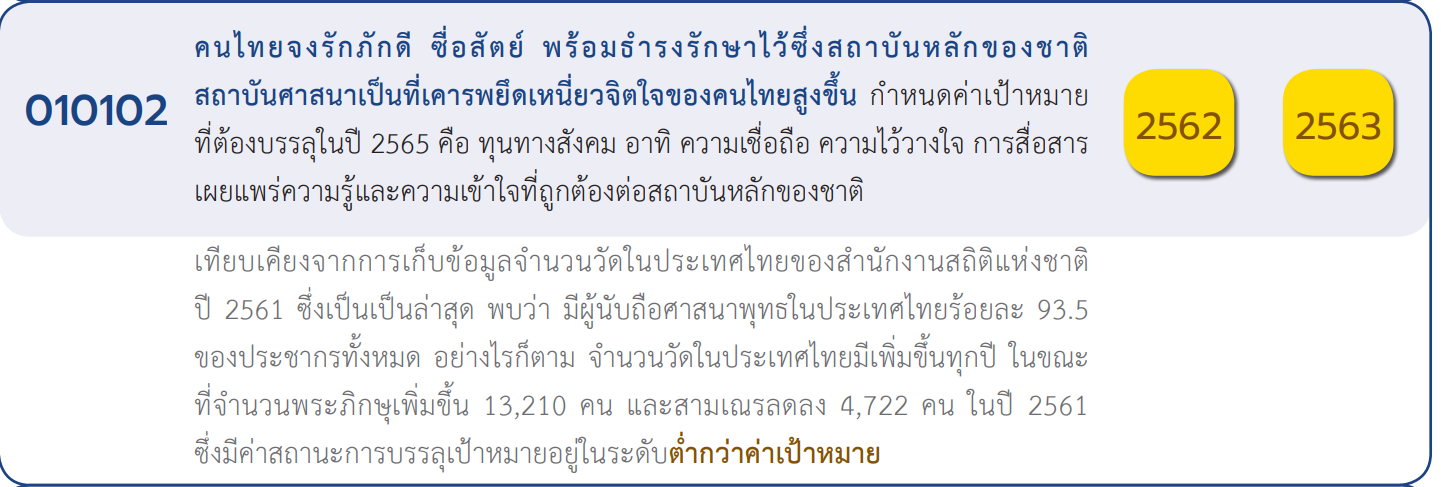 010102
คนไทยจงรักภักดี ซื่อสัตย์ พร้อมธำรงรักษาไว้ซึ่งสถาบันหลักของชาติ
สถาบันศาสนาเป็นที่เคารพยึดเหนี่ยวจิตใจของคนไทยสูงขึ้น กำหนดค่าเป้าหมาย
ที่ต้องบรรลุในปี 2565 คือ ทุนทางสังคม อาทิ ความเชื่อถือ ความไว้วางใจ การสื่อสาร
เผยแพร่ความรู้และความเข้าใจที่ถูกต้องต่อสถาบันหลักของชาติ
2562
2563
เทียบเคียงจากการเก็บข้อมูลจำนวนวัดในประเทศไทยของสำนักงานสถิติแห่งชาติ
ปี 2561 ซึ่งเป็นเป็นล่าสุด พบว่า มีผู้นับถือศาสนาพุทธในประเทศไทยร้อยละ 93.5
ของประชากรทั้งหมด อย่างไรก็ตาม จำนวนวัดในประเทศไทยมีเพิ่มขึ้นทุกปี ในขณะ
ที่จำนวนพระภิกษุเพิ่มขึ้น 13,210 คน และสามเณรลดลง 4,722 คน ในปี 2561
ซึ่งมีค่าสถานะการบรรลุเป้าหมายอยู่ในระดับต่ำกว่าค่าเป้าหมาย